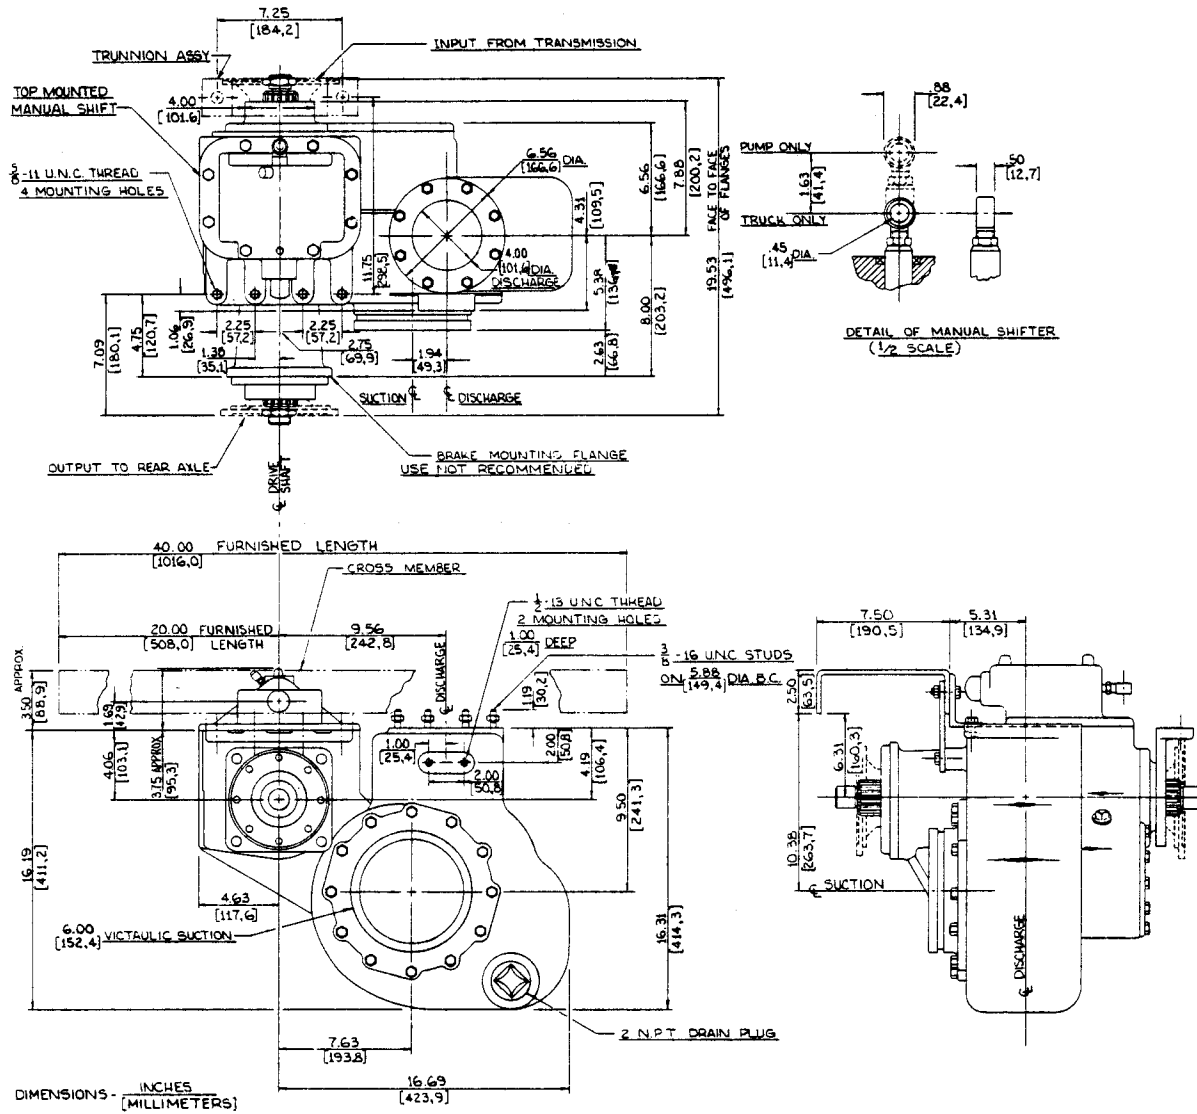 7.25
[184,2]
INPUT FROM TRANSMISSION
TRUNNION ASSY
TOP MOUNTED
MANUAL SHIFT
4.00
[101.6]
5/8-11 U.N.C. THREAD
4 MOUNTING HOLES
6.56
[166,6] DIA.
4.31
[109,5]
6.56
[166,6]
7.88
[200,2]
FACE TO FACE
OF FLANGES
19.53
[496,1]
11.75
[298,5]
4.00
[101,6] DIA.
DISCHARGE
5.38
8.00
[203,2]
2.63
[66,8]
7.09
[180,1]
4.75
[120,7]
1.06
[26,9]
2.25
[57,2]
2.25
[57,2]
1.38
[35,1]
2.75
[69,9]
1.94
[49,3]
SUCTION ℄
℄ DISCHARGE
OUTPUT TO REAR AXLE
℄ DRIVE
SHAFT
BRAKE MOUNTING FLANGE
USE NOT RECOMMENDED
.88
[22,4]
PUMP ONLY
1.63
[41,4]
.50
[12,7]
TRUCK ONLY
.45
[11,4] DIA.
DETAIL OF MANUAL SHIFTER
(1/2 SCALE)
40.00 FURNISHED LENGTH
[1016,0]
CROSS MEMBER
1/2-13 U.N.C THREAD
2 MOUNTING HOLES
1.00
[25,4] DEEP
20.00 FURNISHED
[508,0] LENGTH
9.56
[242,8]
3/8-16 UNC STUDS
ON 5.88
[149,4] DIA. B.C.
3.50 APPROX.
[88,9]
1.69
[42,9]
℄ DISCHARGE
1.19
[30,2]
4.06
[103,1]
3.75 APPROX
[95,3]
1.00
[25,4]
2.00
[50,8]
2.00
[50,8]
4.19
[106,4]
9.50
[241,3]
16.19
[411,2]
4.63
[117,6]
6.00
[152,4] VICTAULIC SUCTION
16.31
[414,3]
2 N.P.T. DRAIN PLUG
7.63
[193,8]
16.69
[423,9]
7.50
[190,5]
5.31
[134,9]
2.50
[63,5]
6.31
[160,3]
10.38
[263,7]
℄ SUCTION
℄ DISCHARGE
DIMENSIONS - INCHES
[MILLIMETERS]